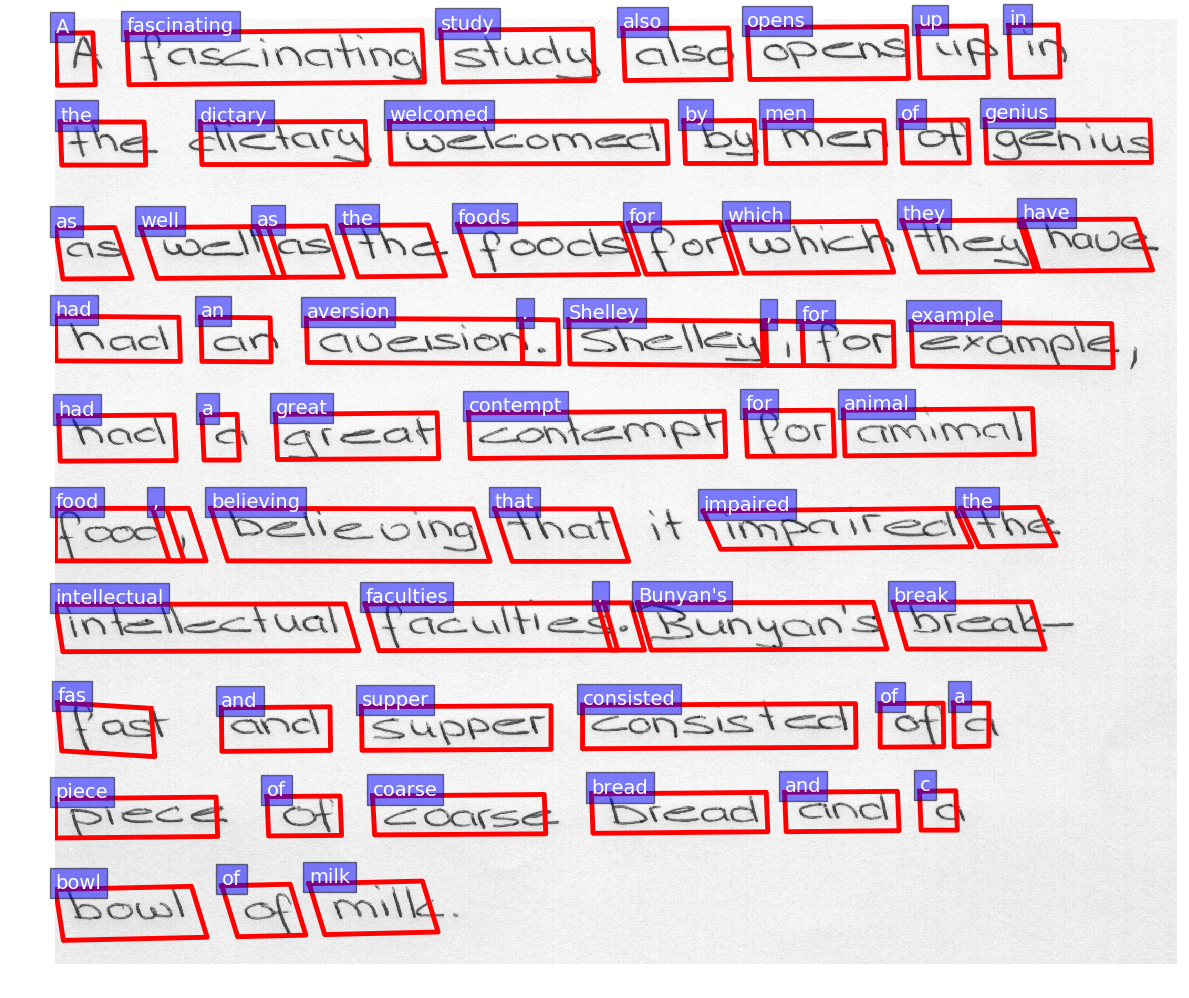 A fascinating study also opens up in
A fascinating study also opens up in
the dictary welcomed by men of genius
the dietary welcomed by men of genius
as well as the foods for which they have
as well as the foods for which they have
had an aversion . Shelley , for example
had an aversion. Shelley, for example,
had a great contempt for animal
had a great contempt for animal
food , believing that impaired the
food, believing that it impaired the
intellectual faculties . Bunyan's break
intellectual faculties. Bunyan's break-
fas and supper consisted of a
fast and supper consisted of a
piece of coarse bread and c
piece of coarse bread and a
bowl of milk
bowl of milk.